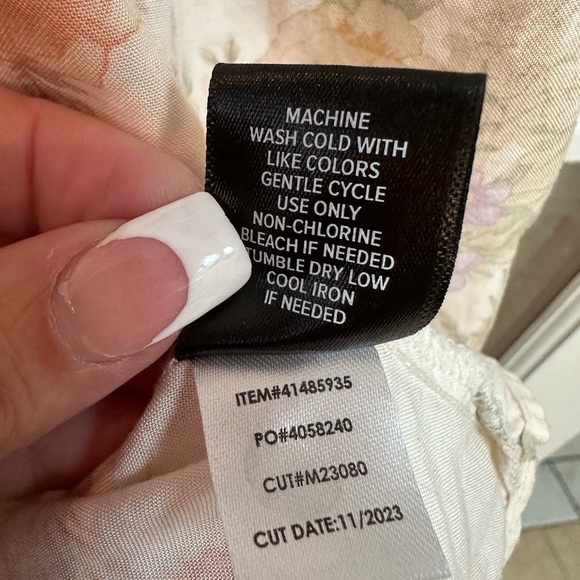 MACHINE
WASH COLD WITH
LIKE COLORS
GENTLE CYCLE
USE ONLY
NON-CHLORINE
BLEACH IF NEEDED
TUMBLE DRY LOW
COOL IRON
IF NEEDED
ITEM#41485935
PO#4058240
CUT#M23080
CUT DATE:11/2023